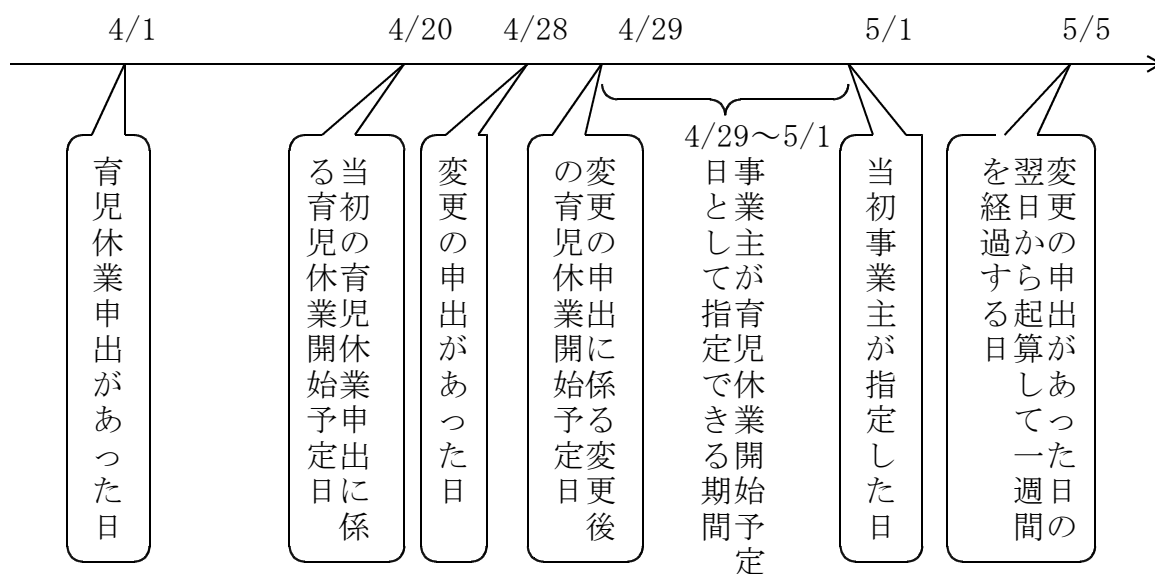 4/1
4/20
4/28
4/29
5/1
5/5
4/29～5/1
育児休業申出があった日
当初の育児休業申出に係
る育児休業開始予定日
変更の申出があった日
変更の申出に係る変更後
の育児休業開始予定日
事業主が育児休業開始予定
日として指定できる期間
当初事業主が指定した日
変更の申出があった日の
翌日から起算して一週間
を経過する日